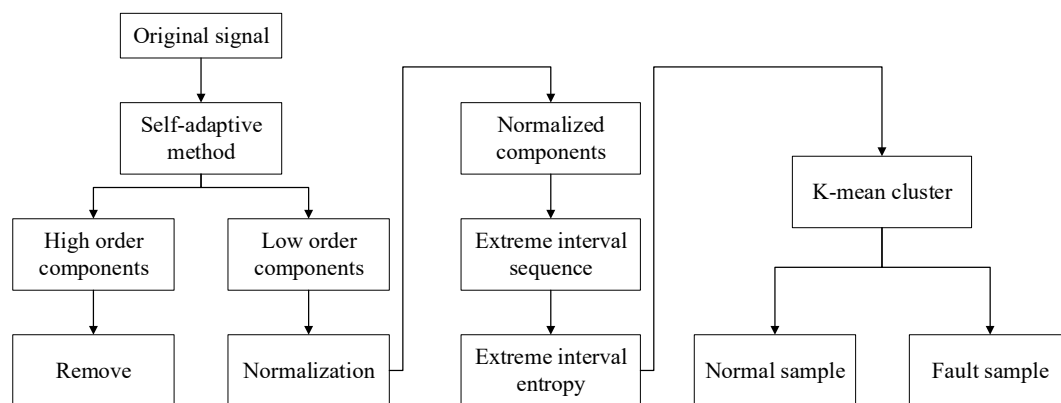 Original signal
Self-adaptive
method
High order
components
Low order
components
Remove
Normalization
Normalized
components
Extreme interval
sequence
Extreme interval
entropy
K-mean cluster
Normal sample
Fault sample